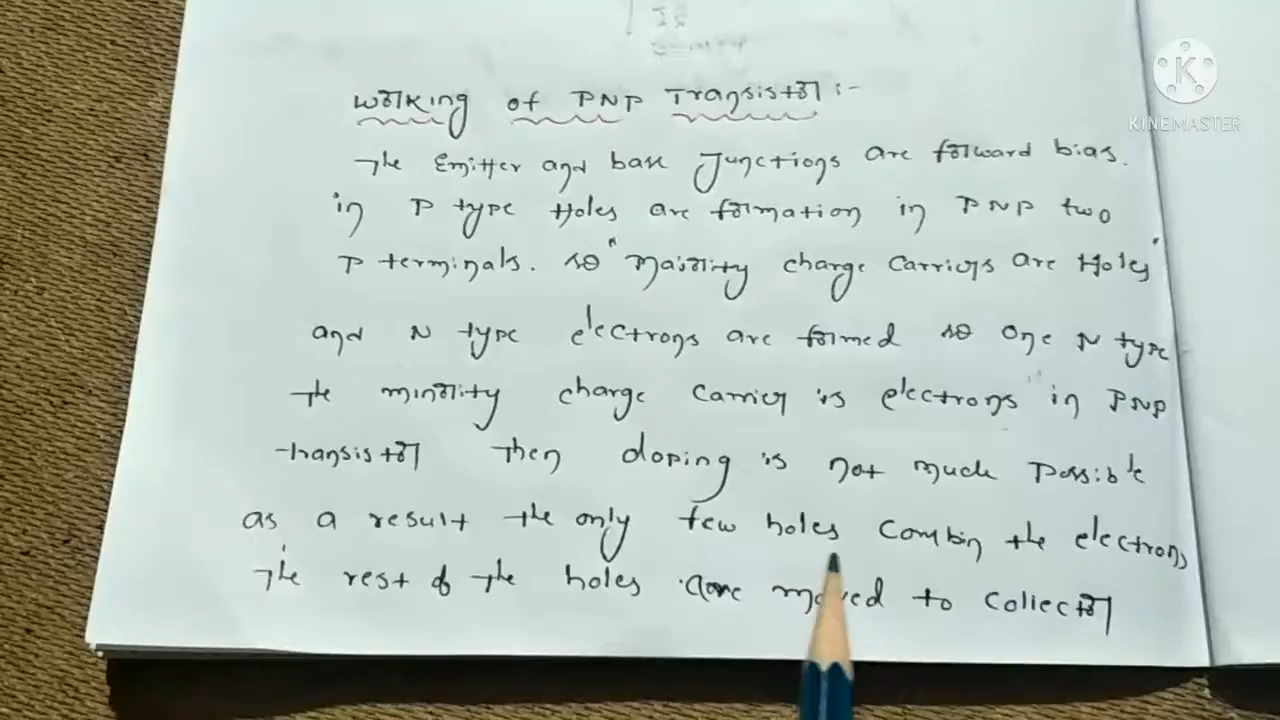 Working of PNP Transistor :-
The Emitter and base Junctions are forward bias.
in P type Holes are formation in PNP two
P terminals. so "majority charge carriers are Holes"
and N type electrons are formed so one N type
the minority charge carrier is electrons in PNP
transistor then doping is not much possible
as a result the only few holes combin the electrons
The rest of the holes are moved to collector
KINEMASTER